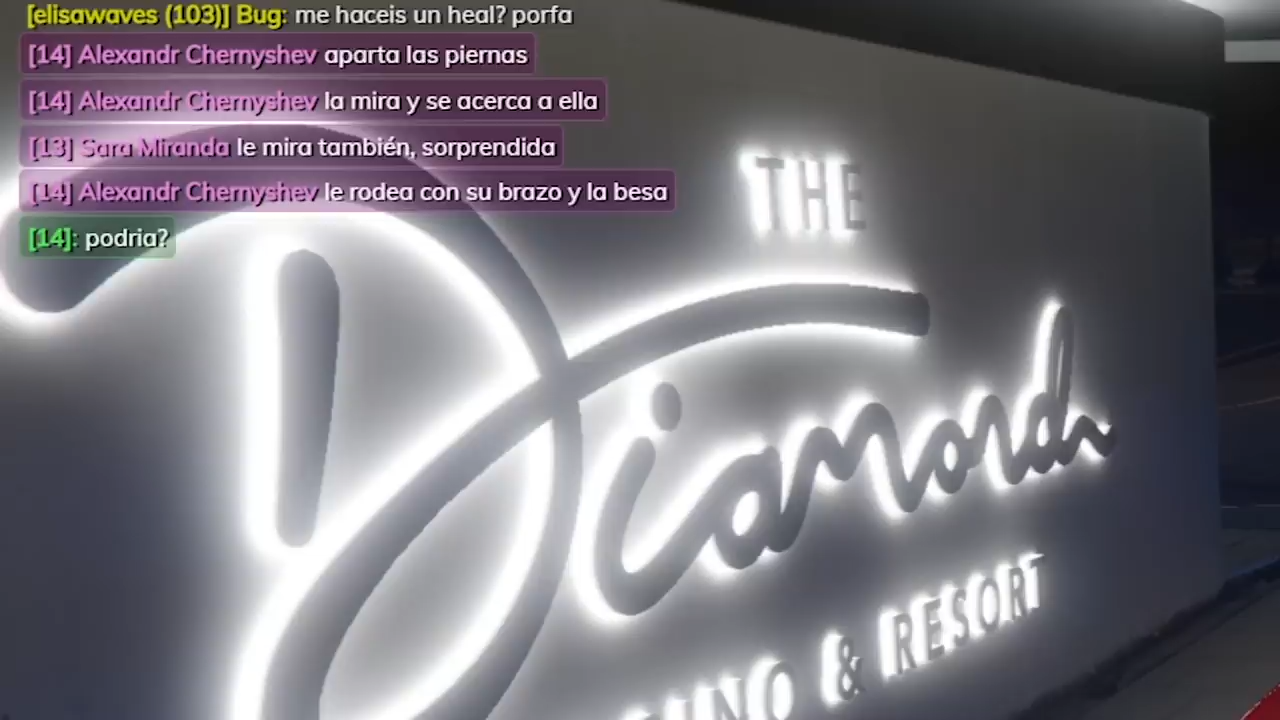 [elisawaves (103)] Bug: me haceis un heal? porfa
[14] Alexandr Chernyshev aparta las piernas
[14] Alexandr Chernyshev la mira y se acerca a ella
[13] Sara Miranda le mira también, sorprendida
[14] Alexandr Chernyshev le rodea con su brazo y la besa
[14]: podria?
THE
Diamond
& RESORT